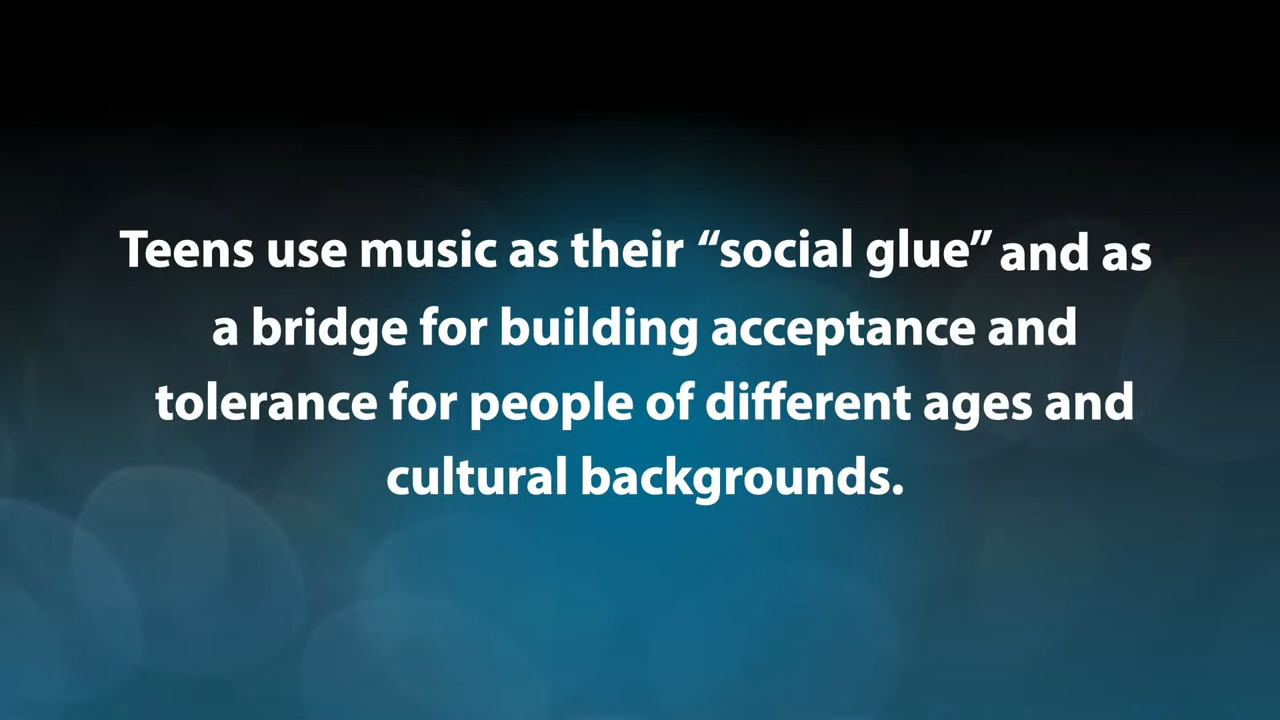 Teens use music as their “social glue” and as
a bridge for building acceptance and
tolerance for people of different ages and
cultural backgrounds.